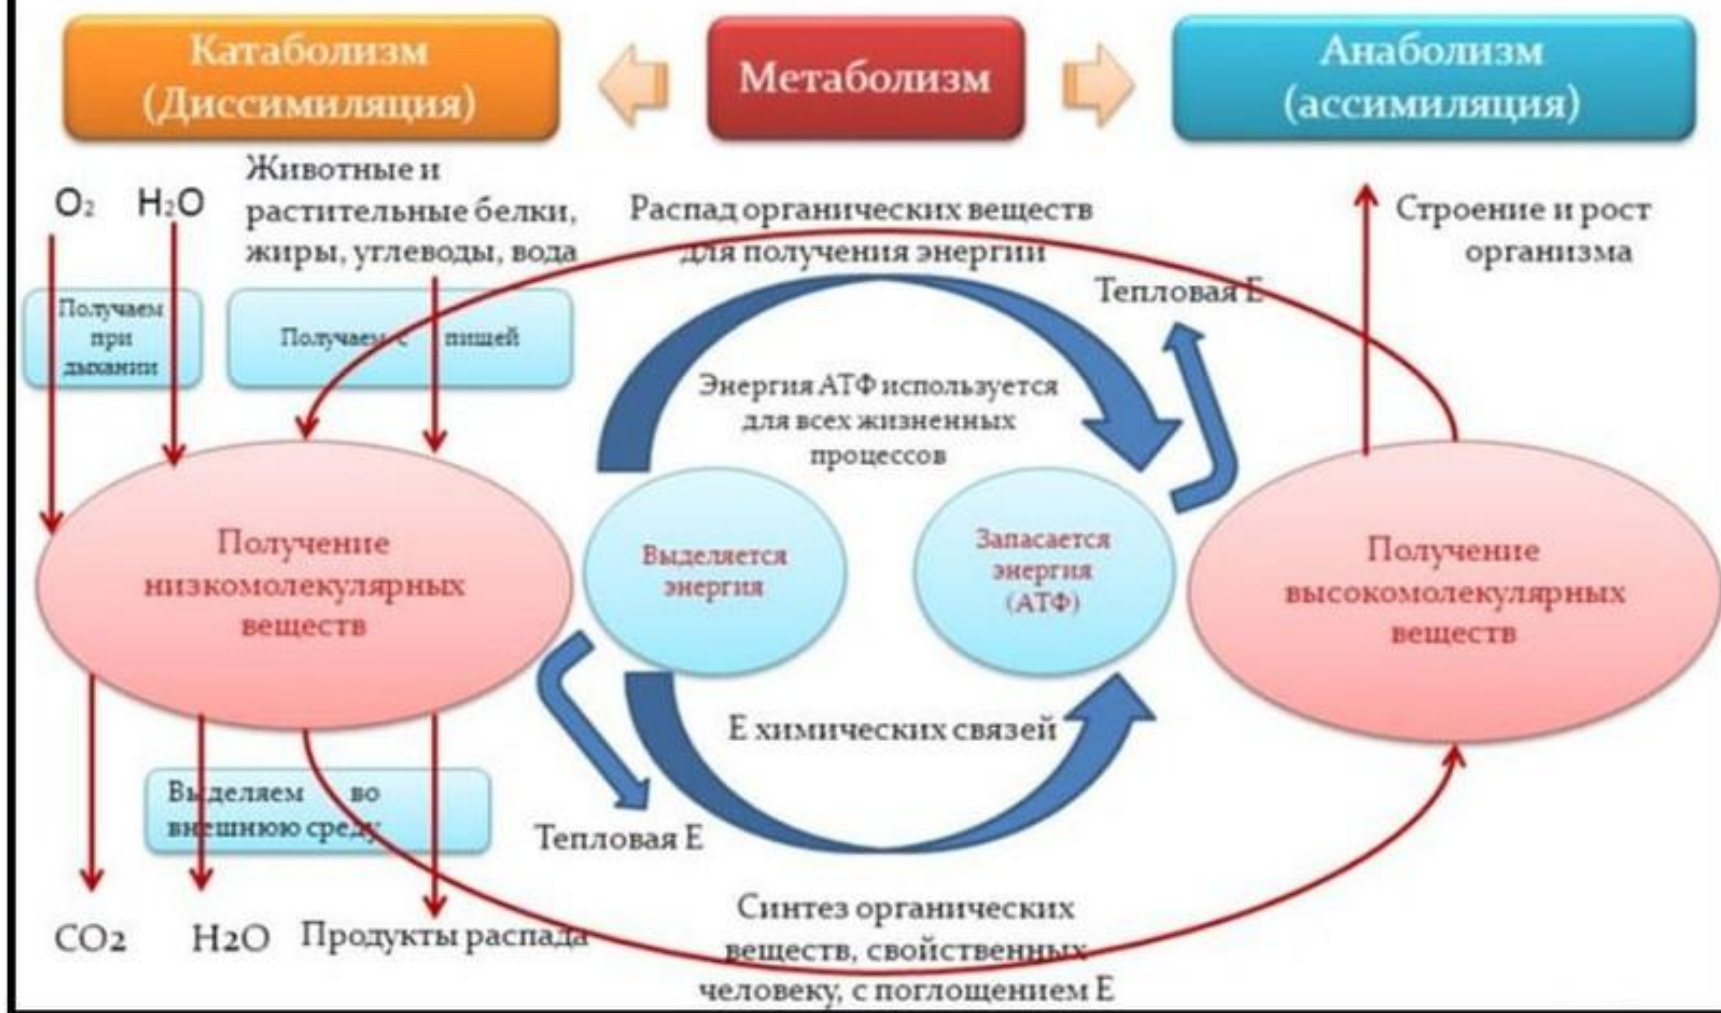 Катаболизм
(Диссимиляция)
Метаболизм
Анаболизм
(ассимиляция)
O₂
H₂O
Животные и
растительные белки,
жиры, углеводы, вода
Распад органических веществ
для получения энергии
Строение и рост
организма
Тепловая Е
Получаем
при
дыхании
Получаем с пищей
Энергия АТФ используется
для всех жизненных
процессов
Получение
низкомолекулярных
веществ
Выделяется
энергия
Запасается
энергия
(АТФ)
Получение
высокомолекулярных
веществ
Е химических связей
Выделяем во
внешнюю среду
Тепловая Е
CO2
H2O
Продукты распада
Синтез органических
веществ, свойственных
человеку, с поглощением Е